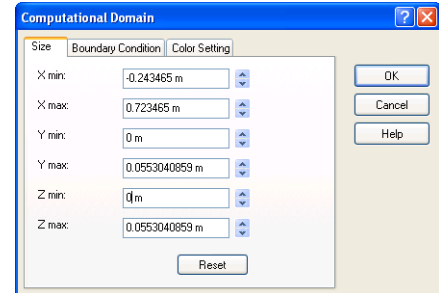 Computational Domain
Size Boundary Condition Color Setting
X min: -0.243465 m
OK
X max: 0.723465 m
Cancel
Y min: 0 m
Help
Y max: 0.0553040859 m
Z min: 0 m
Z max: 0.0553040859 m
Reset